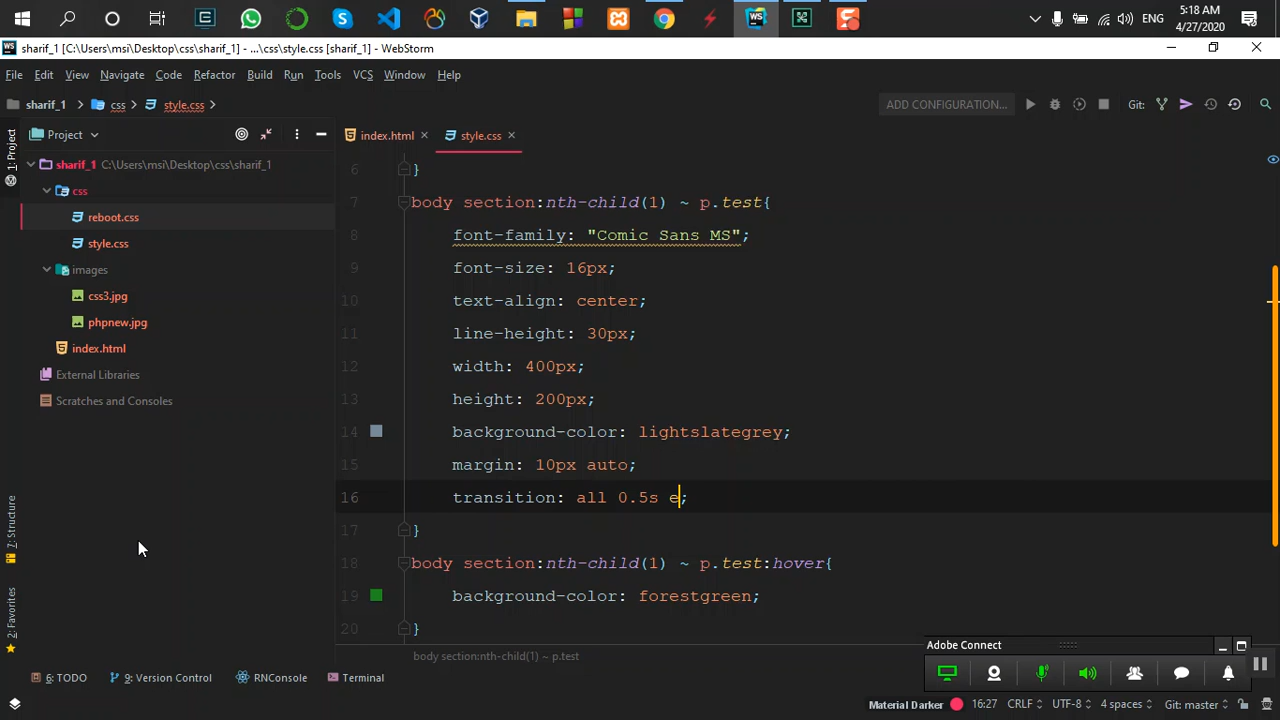 ENG
5:18 AM
4/27/2020
sharif_1 [C:\Users\msi\Desktop\css\sharif_1] - ...\css\style.css [sharif_1] - WebStorm
File Edit View Navigate Code Refactor Build Run Tools VCS Window Help
sharif_1 css style.css ADD CONFIGURATION... Git:
1: Project
Project
index.html style.css
sharif_1 C:\Users\msi\Desktop\css\sharif_1
css
reboot.css
style.css
images
css3.jpg
phpnew.jpg
index.html
External Libraries
Scratches and Consoles
7: Structure
2: Favorites
6 }
7 body section:nth-child(1) ~ p.test{
8 font-family: "Comic Sans MS";
9 font-size: 16px;
10 text-align: center;
11 line-height: 30px;
12 width: 400px;
13 height: 200px;
14 background-color: lightslategrey;
15 margin: 10px auto;
16 transition: all 0.5s e;
17 }
18 body section:nth-child(1) ~ p.test:hover{
19 background-color: forestgreen;
20 }
body section:nth-child(1) ~ p.test
Adobe Connect
6: TODO 9: Version Control RNConsole Terminal
Material Darker 16:27 CRLF UTF-8 4 spaces Git: master